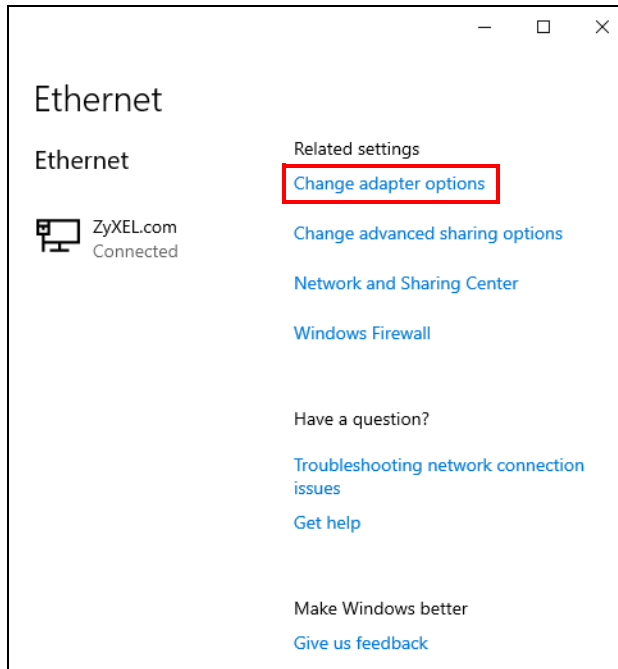 Ethernet
Ethernet
ZyXEL.com
Connected
Related settings
Change adapter options
Change advanced sharing options
Network and Sharing Center
Windows Firewall
Have a question?
Troubleshooting network connection
issues
Get help
Make Windows better
Give us feedback